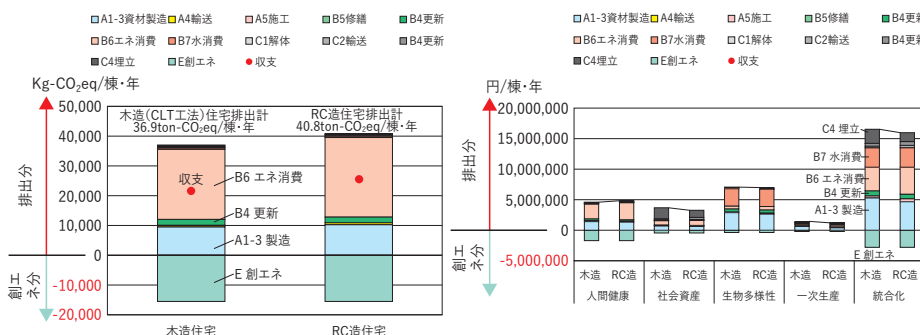 A1-3資材製造 A4輸送 A5施工 B5修繕 B4更新
B6エネ消費 B7水消費 C1解体 C2輸送 B4更新
C4埋立 E創エネ 収支
Kg-CO₂eq/棟・年
50,000
40,000
30,000
20,000
10,000
0
-10,000
-20,000
排出分
創エネ分
木造(CLT工法)住宅排出計
36.9ton-CO₂eq/棟・年
RC造住宅排出計
40.8ton-CO₂eq/棟・年
収支
B6 エネ消費
B4 更新
A1-3 製造
E 創エネ
木造住宅 RC造住宅
A1-3資材製造 A4輸送 A5施工 B5修繕 B4更新
B6エネ消費 B7水消費 C1解体 C2輸送 B4更新
C4埋立 E創エネ 収支
円/棟・年
20,000,000
15,000,000
10,000,000
5,000,000
0
-5,000,000
排出分
創エネ分
C4 埋立
B7 水消費
B6 エネ消費
B4 更新
A1-3 製造
E 創エネ
木造 RC造 木造 RC造 木造 RC造 木造 RC造 木造 RC造
人間健康 社会資産 生物多様性 一次生産 統合化